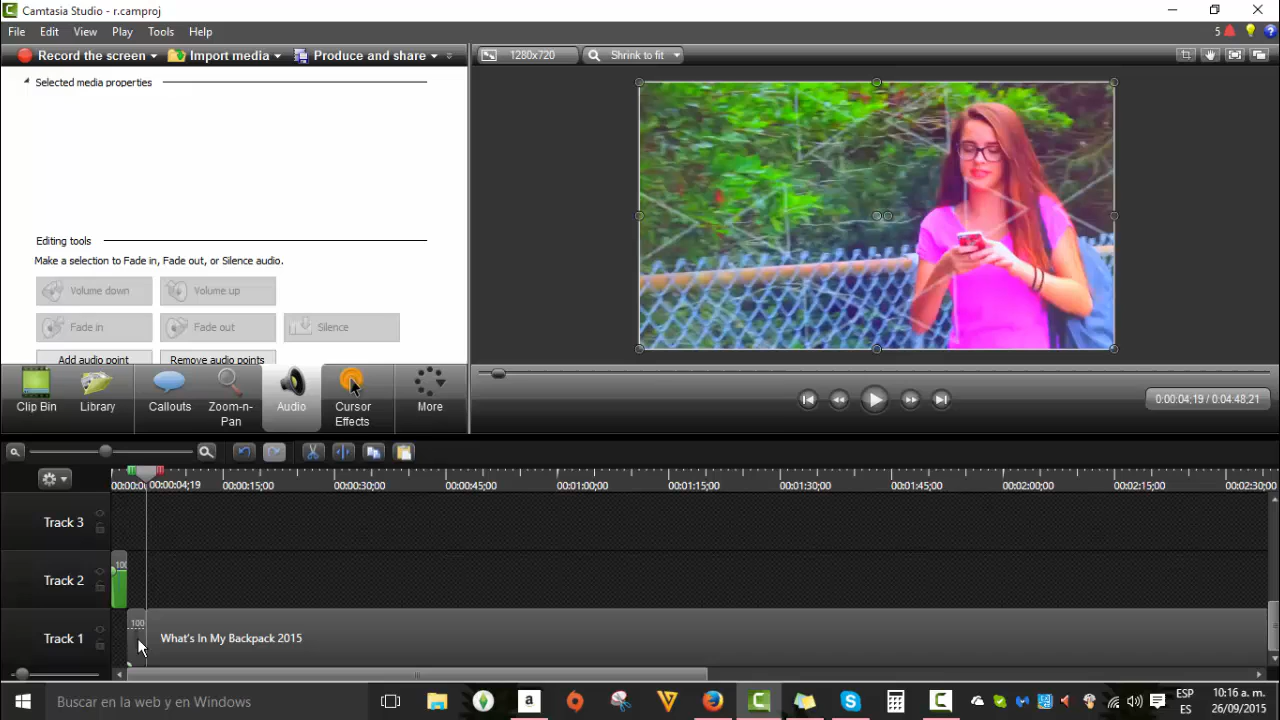 Camtasia Studio - r.camproj
File Edit View Play Tools Help
5
Record the screen Import media Produce and share
1280x720 Shrink to fit
Selected media properties
Editing tools
Make a selection to Fade in, Fade out, or Silence audio.
Volume down Volume up
Fade in Fade out Silence
Add audio point Remove audio points
Clip Bin Library Callouts Zoom-n-Pan Audio Cursor Effects More
0:00:04;19 / 0:04:48;21
00:00:04;19 00:00:15;00 00:00:30;00 00:00:45;00 00:01:00;00 00:01:15;00 00:01:30;00 00:01:45;00 00:02:00;00 00:02:15;00 00:02:30;00
Track 3
Track 2 100
Track 1 100 What's In My Backpack 2015
Buscar en la web y en Windows
a
ESP 10:16 a. m.
ES 26/09/2015